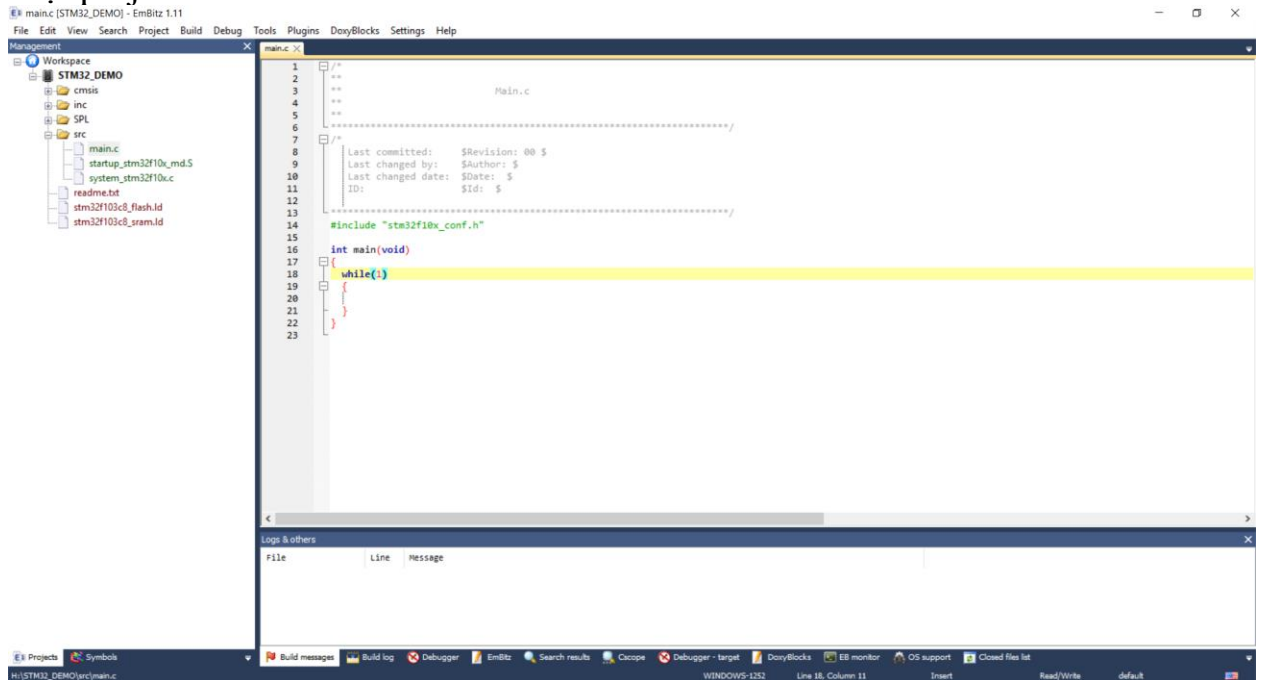 main.c [STM32_DEMO] - EmBitz 1.11
File Edit View Search Project Build Debug Tools Plugins DoxyBlocks Settings Help
Management
main.c
Workspace
STM32_DEMO
cmsis
inc
SPL
src
main.c
startup_stm32f10x_md.S
system_stm32f10x.c
readme.txt
stm32f103c8_flash.ld
stm32f103c8_sram.ld
1 /*
2 **
3 ** Main.c
4 **
5 **
6 **********************************************************************/
7 /*
8 Last committed: $Revision: 00 $
9 Last changed by: $Author: $
10 Last changed date: $Date: $
11 ID: $Id: $
12
13 **********************************************************************/
14 #include "stm32f10x_conf.h"
15
16 int main(void)
17 {
18 while(1)
19 {
20
21 }
22 }
23
Logs & others
File Line Message
Projects Symbols
Build messages Build log Debugger EmBitz Search results Cscope Debugger - target DoxyBlocks EB monitor OS support Closed files list
H:\STM32_DEMO\src\main.c WINDOWS-1252 Line 18, Column 11 Insert Read/Write default